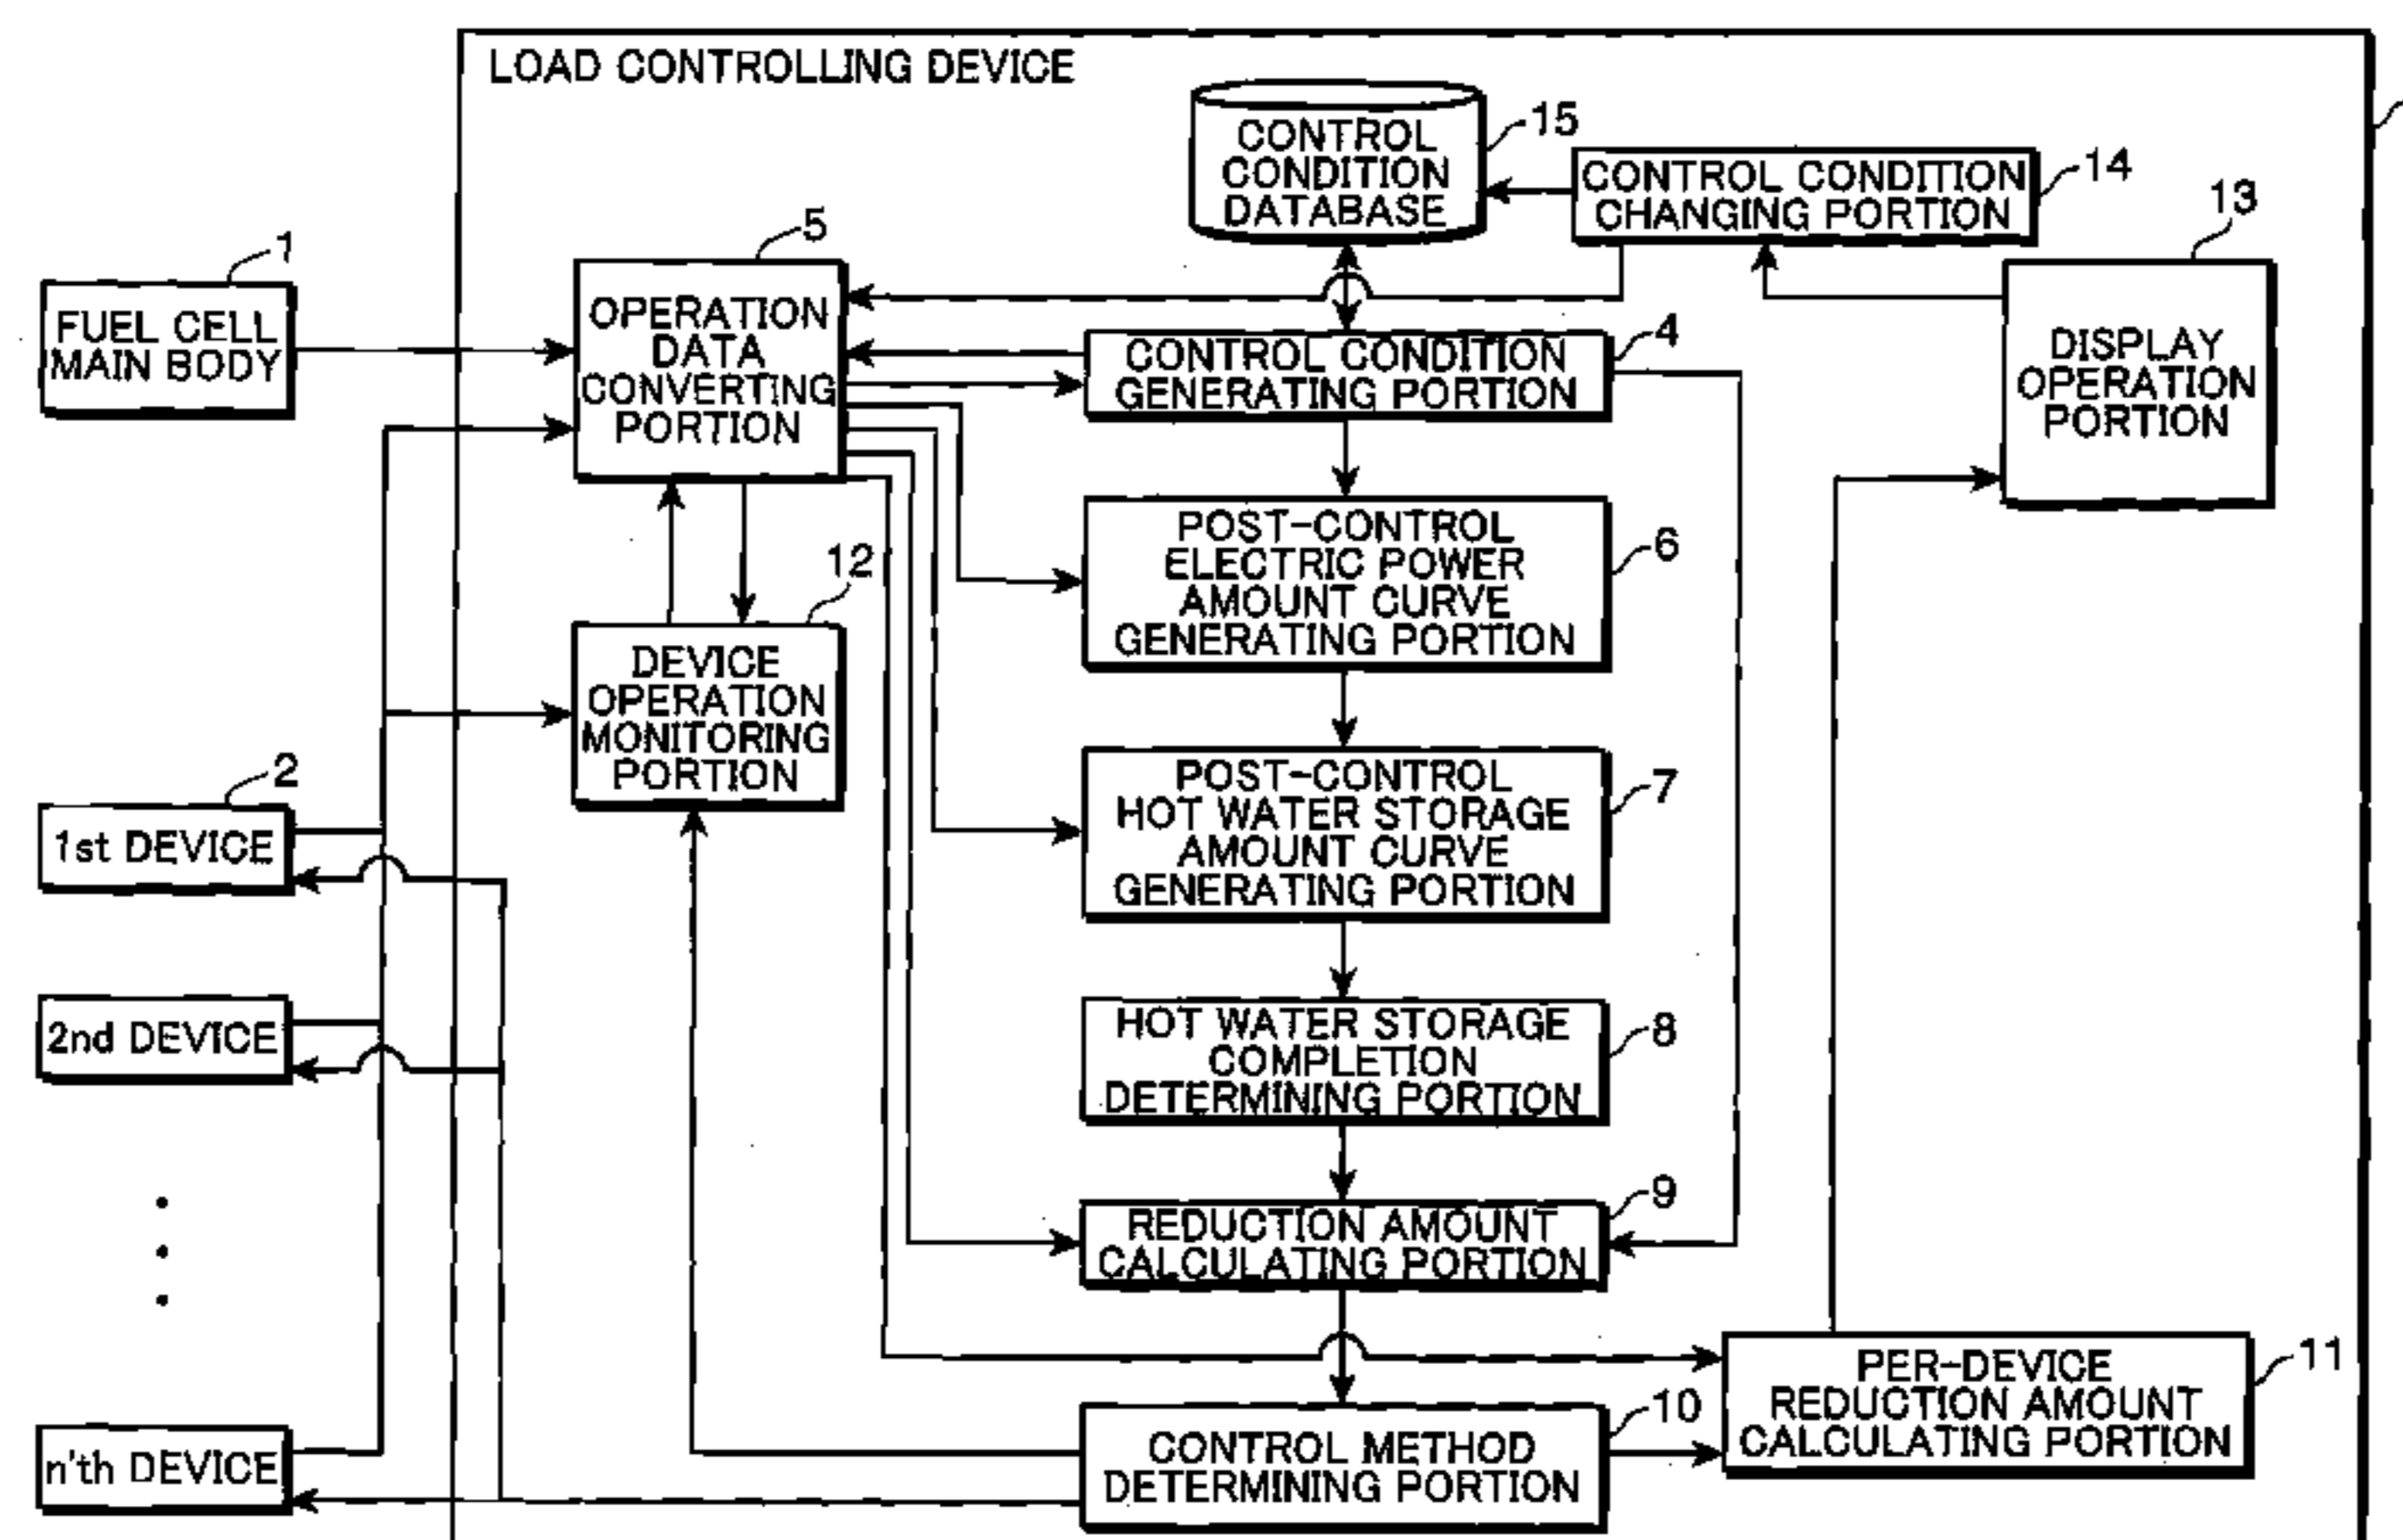 LOAD CONTROLLING DEVICE
CONTROL
CONDITION
DATABASE
15
CONTROL CONDITION
CHANGING PORTION
14
13
DISPLAY
OPERATION
PORTION
1
FUEL CELL
MAIN BODY
5
OPERATION
DATA
CONVERTING
PORTION
CONTROL CONDITION
GENERATING PORTION
4
POST-CONTROL
ELECTRIC POWER
AMOUNT CURVE
GENERATING PORTION
6
12
DEVICE
OPERATION
MONITORING
PORTION
POST-CONTROL
HOT WATER STORAGE
AMOUNT CURVE
GENERATING PORTION
7
2
1st DEVICE
2nd DEVICE
HOT WATER STORAGE
COMPLETION
DETERMINING PORTION
8
REDUCTION AMOUNT
CALCULATING PORTION
9
PER-DEVICE
REDUCTION AMOUNT
CALCULATING PORTION
11
n'th DEVICE
CONTROL METHOD
DETERMINING PORTION
10